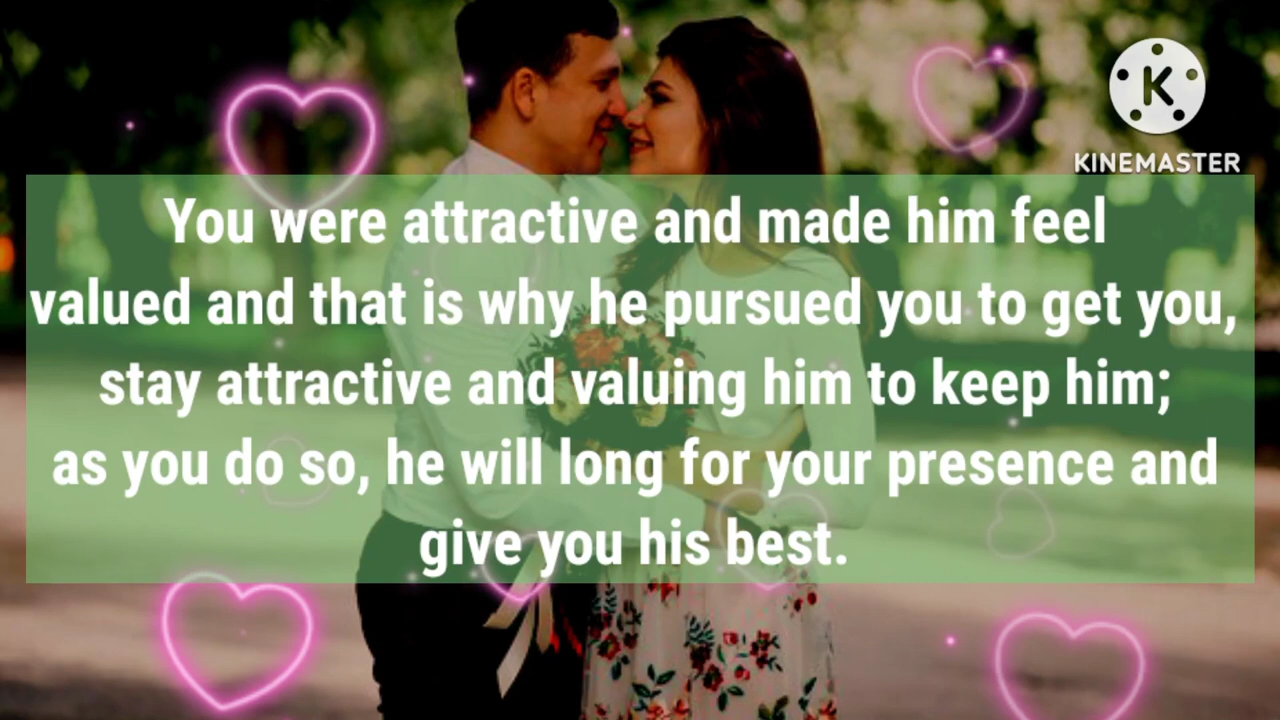 K
KINEMASTER
You were attractive and made him feel
valued and that is why he pursued you to get you,
stay attractive and valuing him to keep him;
as you do so, he will long for your presence and
give you his best.